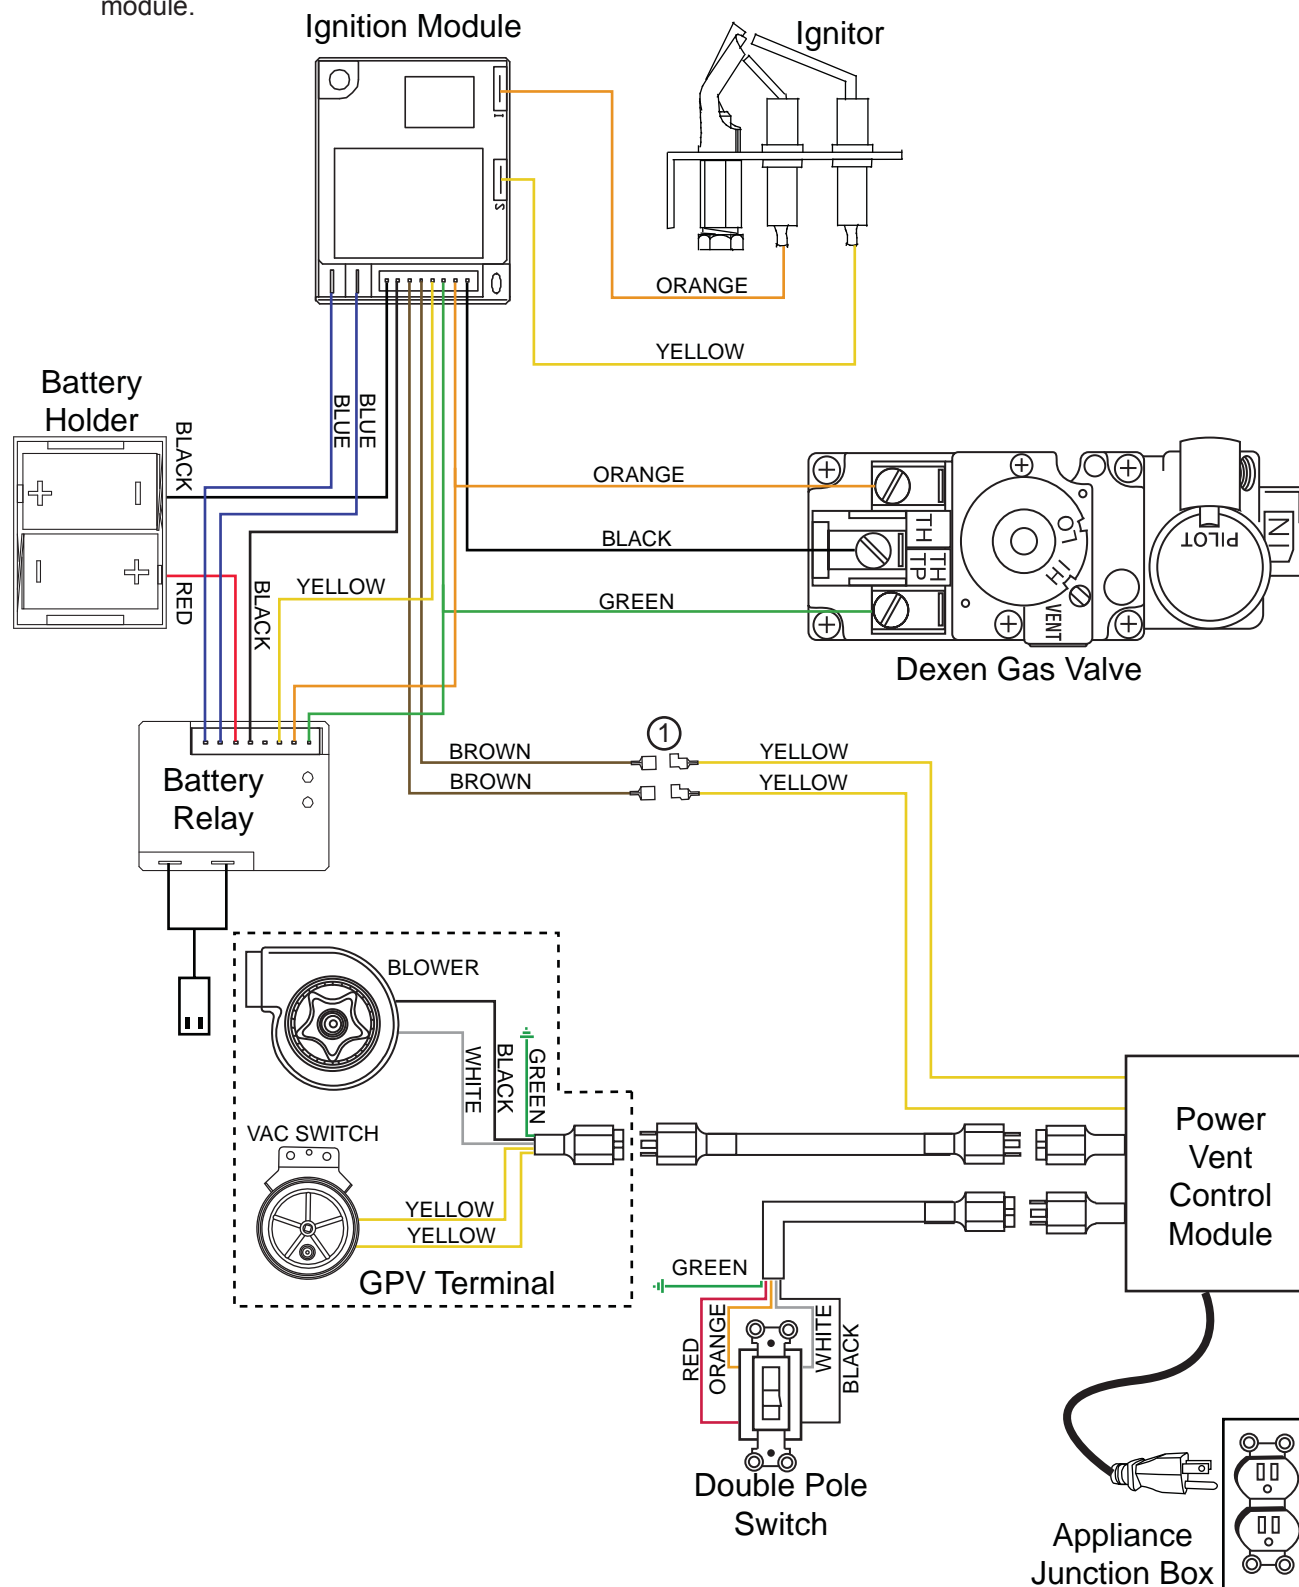 module.
Ignition Module
Ignitor
I
S
ORANGE
YELLOW
Battery
Holder
BLACK
BLUE
BLUE
ORANGE
BLACK
GREEN
TH
TH
TP
LO
HI
VENT
PILOT
IN
Dexen Gas Valve
RED
BLACK
YELLOW
1
BROWN
YELLOW
BROWN
YELLOW
Battery
Relay
BLOWER
WHITE
BLACK
GREEN
VAC SWITCH
YELLOW
YELLOW
GPV Terminal
Power
Vent
Control
Module
GREEN
RED
ORANGE
WHITE
BLACK
Double Pole
Switch
Appliance
Junction Box